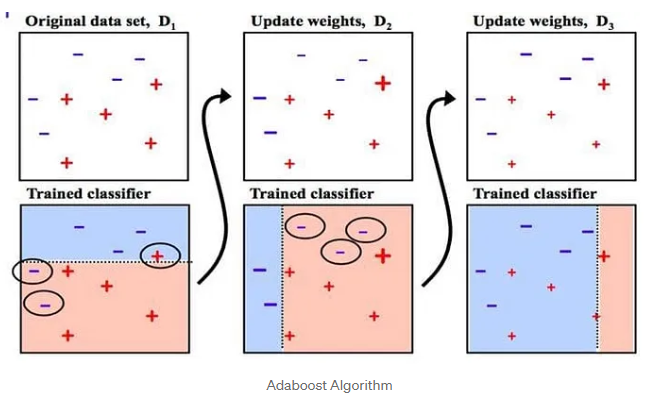 Original data set, D1
Update weights, D2
Update weights, D3
Trained classifier
Trained classifier
Trained classifier
Adaboost Algorithm